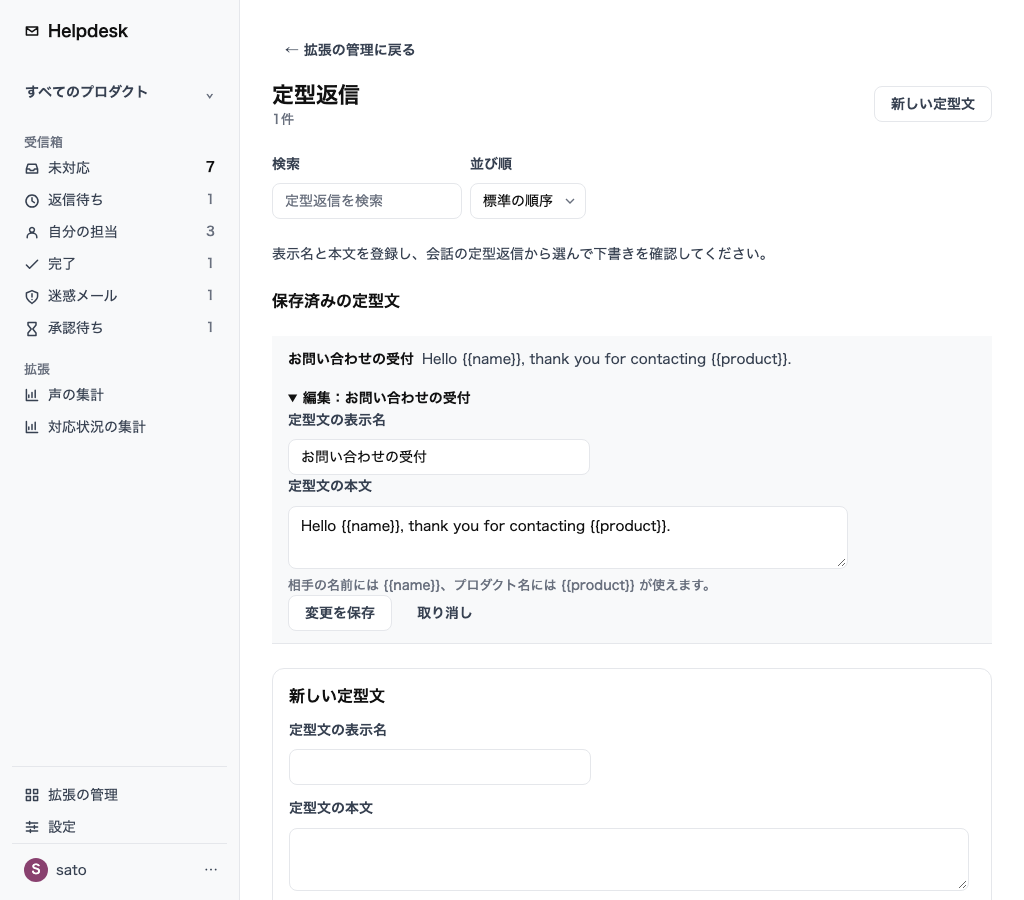 Helpdesk
すべてのプロダクト
受信箱
未対応 7
返信待ち 1
自分の担当 3
完了 1
迷惑メール 1
承認待ち 1
拡張
声の集計
対応状況の集計
拡張の管理
設定
S sato ...
← 拡張の管理に戻る
定型返信
1件
新しい定型文
検索 並び順
定型返信を検索 標準の順序
表示名と本文を登録し、会話の定型返信から選んで下書きを確認してください。
保存済みの定型文
お問い合わせの受付 Hello {{name}}, thank you for contacting {{product}}.
▼ 編集：お問い合わせの受付
定型文の表示名
お問い合わせの受付
定型文の本文
Hello {{name}}, thank you for contacting {{product}}.
相手の名前には {{name}}、プロダクト名には {{product}} が使えます。
変更を保存 取り消し
新しい定型文
定型文の表示名
定型文の本文